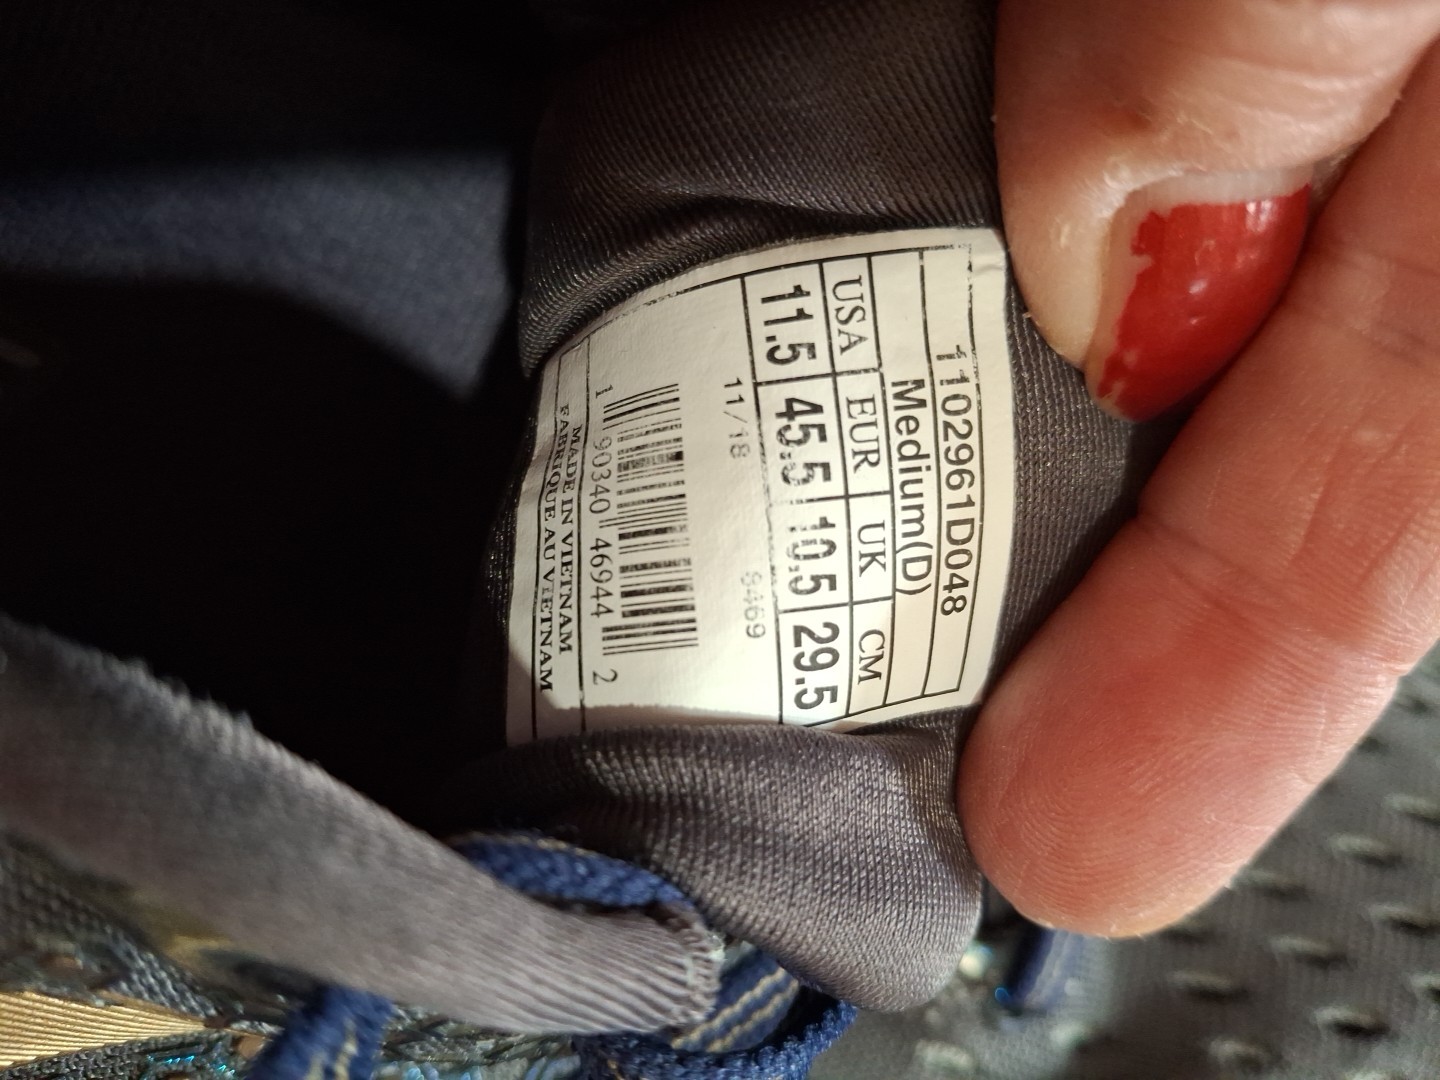 1102961D048
Medium(D)
USA EUR UK CM
11.5 45.5 10.5 29.5
11/18 8469
1 90340 46944 2
MADE IN VIETNAM
FABRIQUE AU VIETNAM